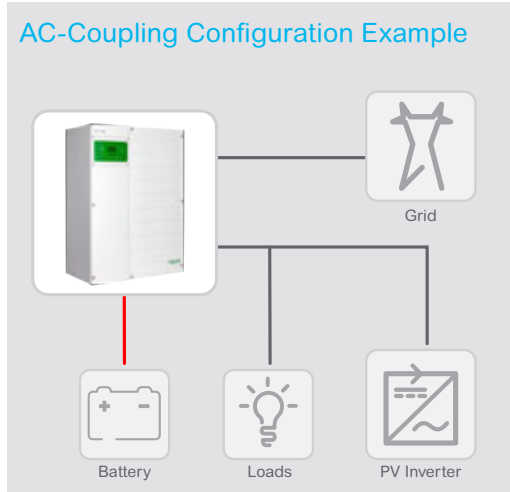 AC-Coupling Configuration Example
Grid
Battery
Loads
PV Inverter